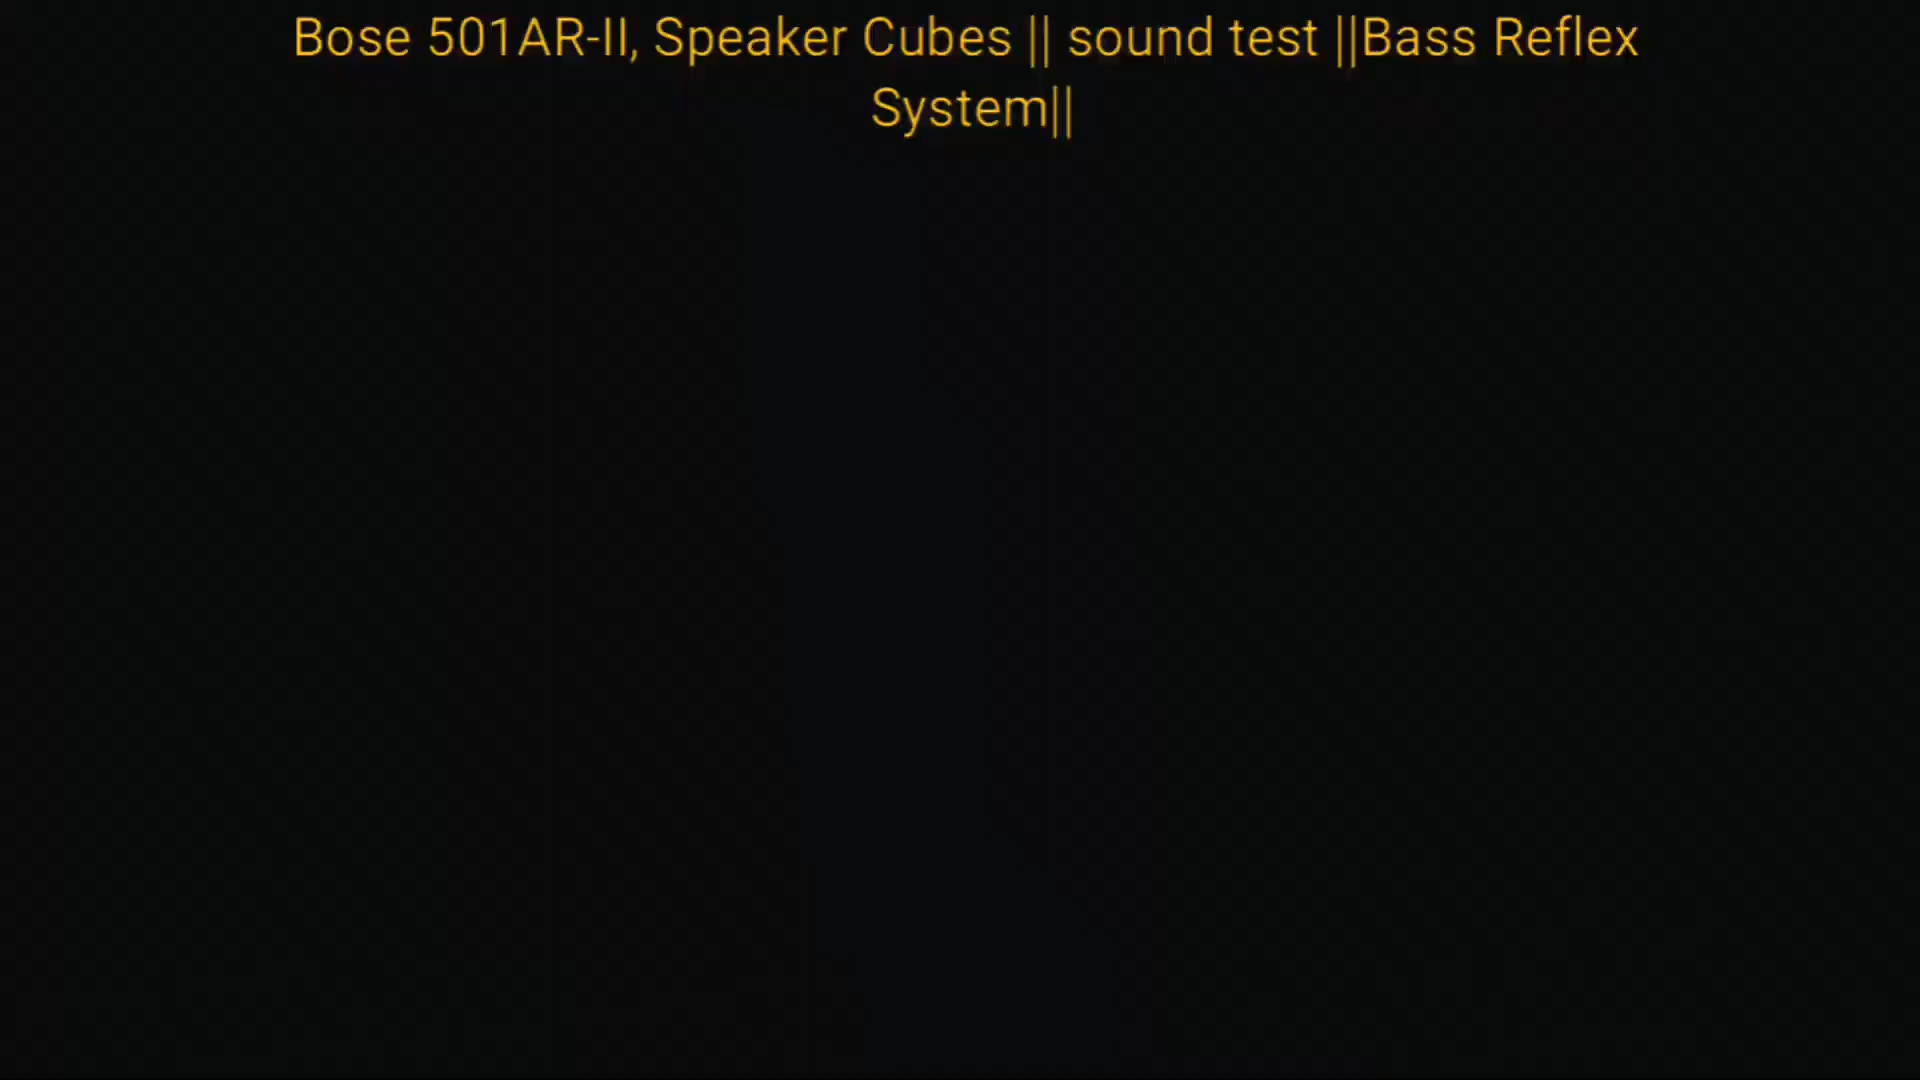 Bose 501AR-II, Speaker Cubes || sound test ||Bass Reflex
System||